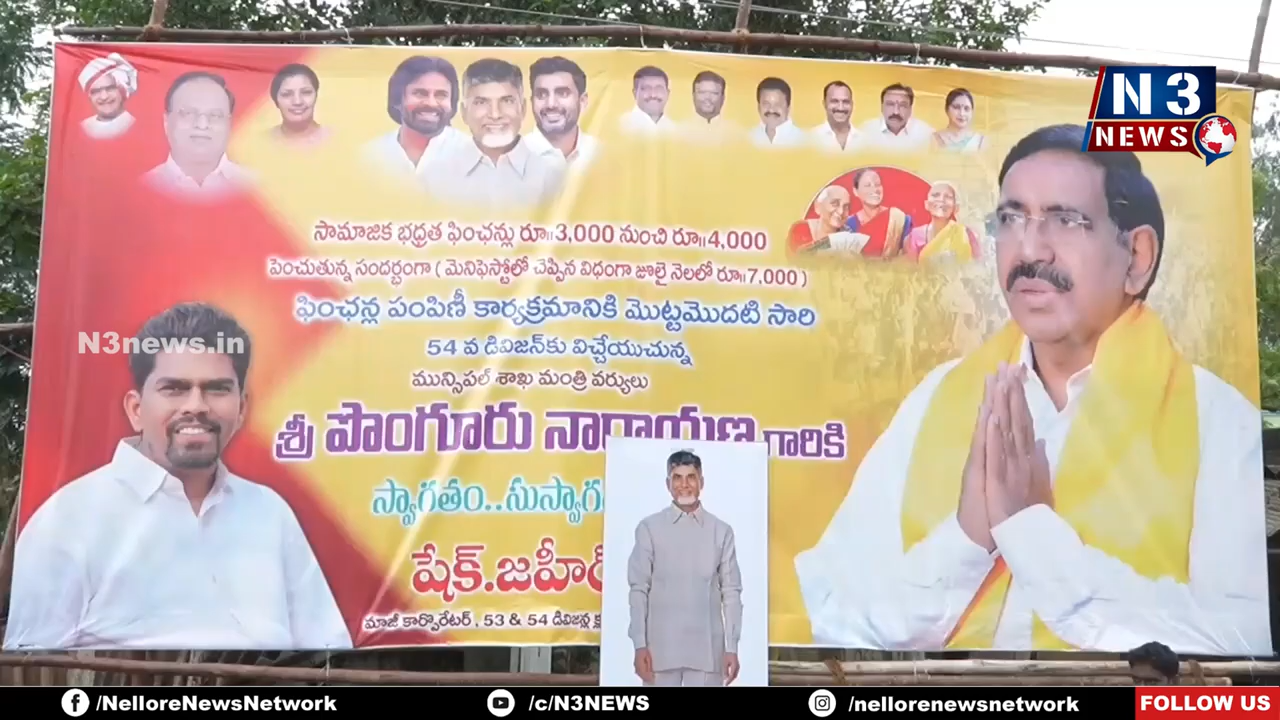 N3
NEWS
సామాజిక భద్రత ఫింఛన్లు రూ॥3,000 నుంచి రూ॥4,000
పెంచుతున్న సందర్భంగా ( మెనిఫెస్టోలో చెప్పిన విధంగా జూలై నెలలో రూ॥7,000 )
ఫింఛన్ల పంపిణీ కార్యక్రమానికి మొట్టమొదటి సారి
N3news.in
54 వ డివిజన్‌కు విచ్చేయుచున్న
మున్సిపల్ శాఖ మంత్రి వర్యులు
శ్రీ పొంగూరు నారాయణ గారికి
స్వాగతం..
షేక్.జహీర్
మాజీ కార్పొరేటర్ , 53 & 54 డివిజన్ల
/NelloreNewsNetwork /c/N3NEWS /nellorenewsnetwork FOLLOW US